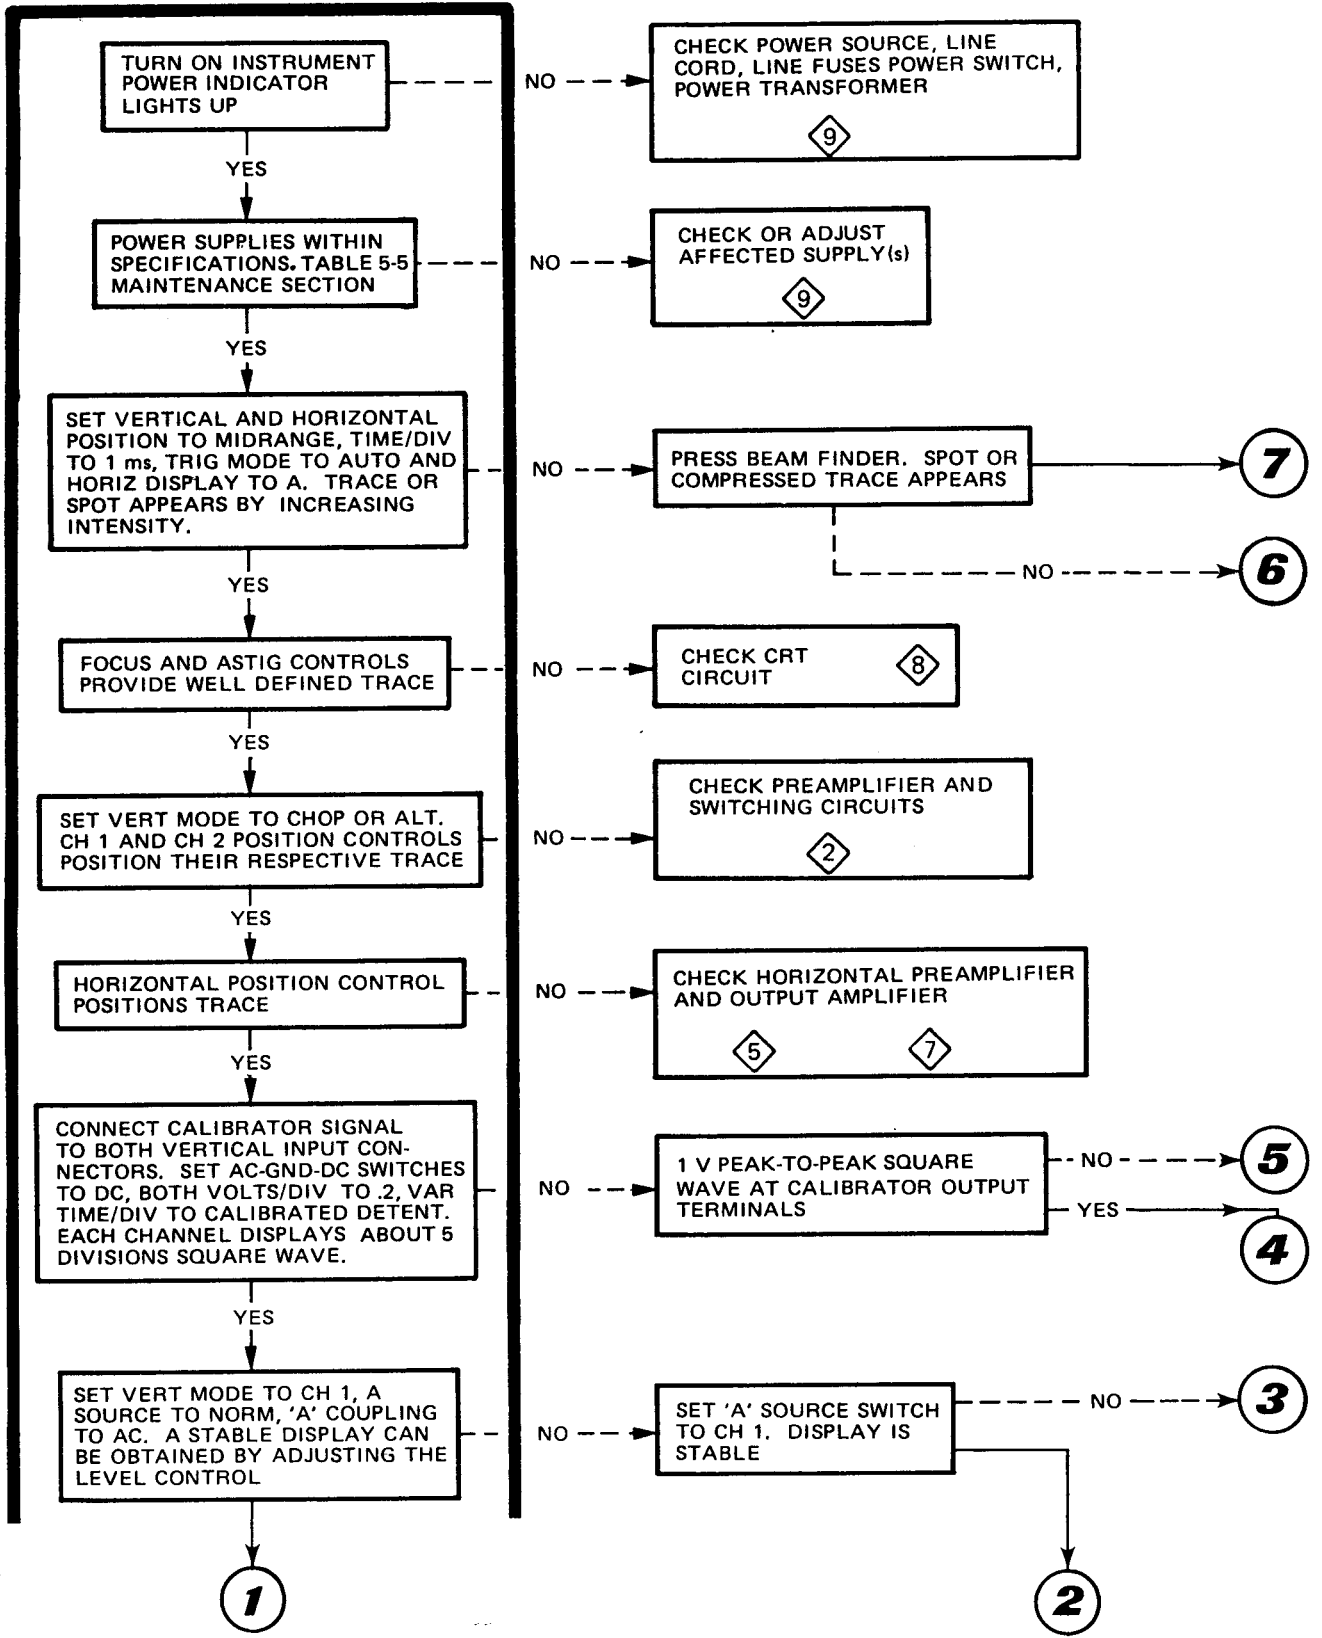 TURN ON INSTRUMENT
POWER INDICATOR
LIGHTS UP
NO
CHECK POWER SOURCE, LINE
CORD, LINE FUSES POWER SWITCH,
POWER TRANSFORMER
9
YES
POWER SUPPLIES WITHIN
SPECIFICATIONS. TABLE 5-5
MAINTENANCE SECTION
NO
CHECK OR ADJUST
AFFECTED SUPPLY(s)
9
YES
SET VERTICAL AND HORIZONTAL
POSITION TO MIDRANGE, TIME/DIV
TO 1 ms, TRIG MODE TO AUTO AND
HORIZ DISPLAY TO A. TRACE OR
SPOT APPEARS BY INCREASING
INTENSITY.
NO
PRESS BEAM FINDER. SPOT OR
COMPRESSED TRACE APPEARS
7
NO
6
YES
FOCUS AND ASTIG CONTROLS
PROVIDE WELL DEFINED TRACE
NO
CHECK CRT
CIRCUIT
8
YES
SET VERT MODE TO CHOP OR ALT.
CH 1 AND CH 2 POSITION CONTROLS
POSITION THEIR RESPECTIVE TRACE
NO
CHECK PREAMPLIFIER AND
SWITCHING CIRCUITS
2
YES
HORIZONTAL POSITION CONTROL
POSITIONS TRACE
NO
CHECK HORIZONTAL PREAMPLIFIER
AND OUTPUT AMPLIFIER
5 7
YES
CONNECT CALIBRATOR SIGNAL
TO BOTH VERTICAL INPUT CON-
NECTORS. SET AC-GND-DC SWITCHES
TO DC, BOTH VOLTS/DIV TO .2, VAR
TIME/DIV TO CALIBRATED DETENT.
EACH CHANNEL DISPLAYS ABOUT 5
DIVISIONS SQUARE WAVE.
NO
1 V PEAK-TO-PEAK SQUARE
WAVE AT CALIBRATOR OUTPUT
TERMINALS
NO
5
YES
4
YES
SET VERT MODE TO CH 1, A
SOURCE TO NORM, 'A' COUPLING
TO AC. A STABLE DISPLAY CAN
BE OBTAINED BY ADJUSTING THE
LEVEL CONTROL
NO
SET 'A' SOURCE SWITCH
TO CH 1. DISPLAY IS
STABLE
NO
3
1
2